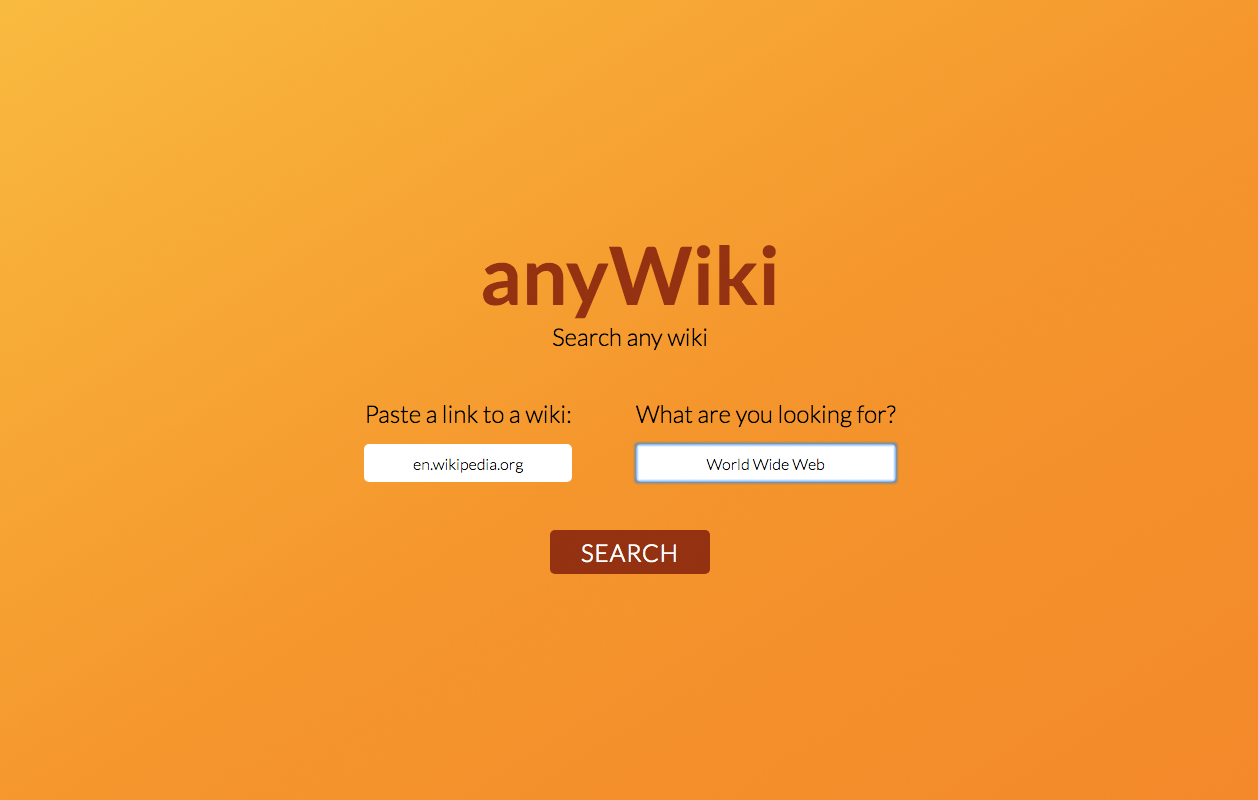 anyWiki
Search any wiki
Paste a link to a wiki:
en.wikipedia.org
What are you looking for?
World Wide Web
SEARCH